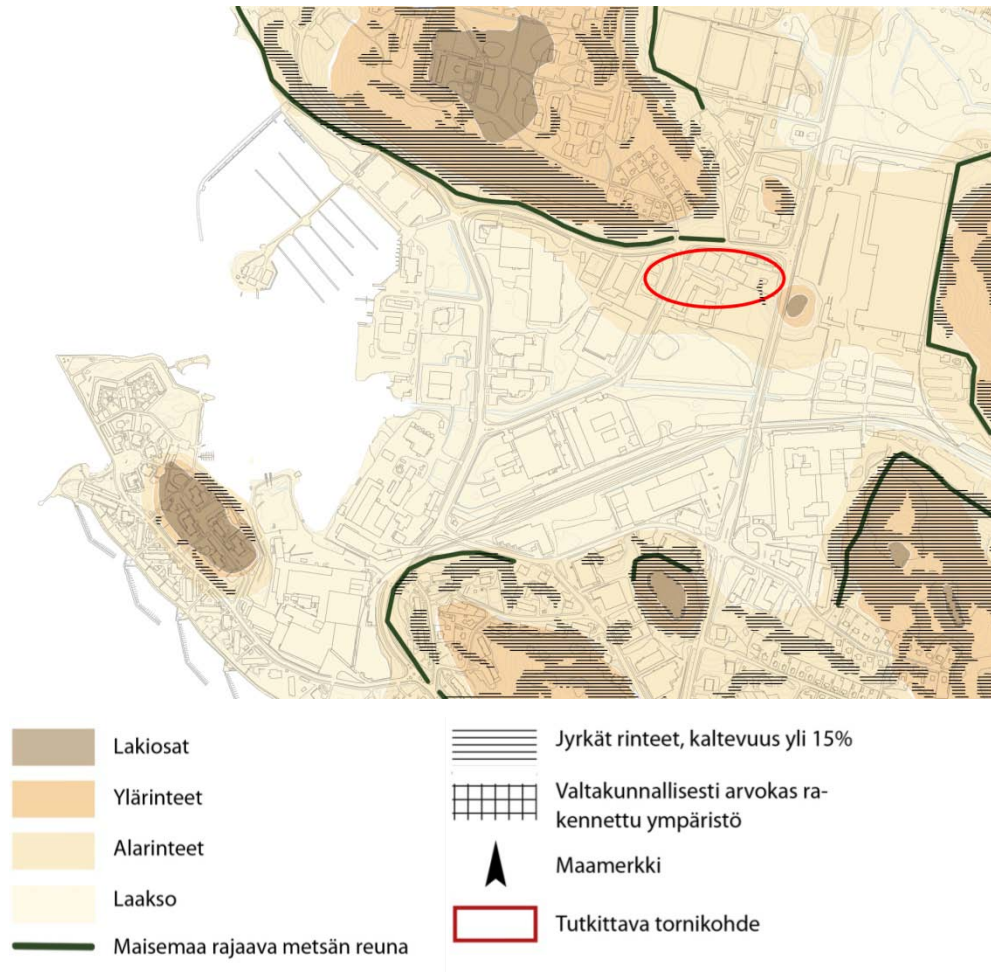 Lakiosat
Ylärinteet
Alarinteet
Laakso
Maisemaa rajaava metsän reuna
Jyrkät rinteet, kaltevuus yli 15%
Valtakunnallisesti arvokas ra-
kennettu ympäristö
Maamerkki
Tutkittava tornikohde